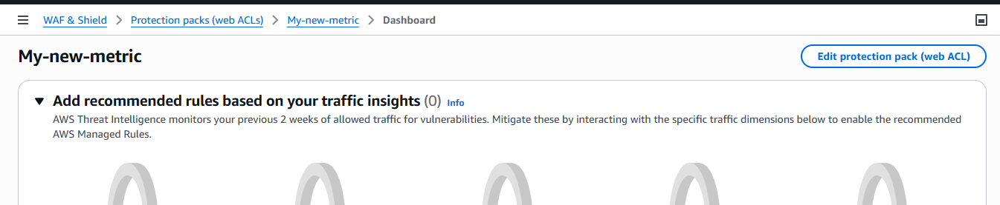 WAF & Shield > Protection packs (web ACLs) > My-new-metric > Dashboard
My-new-metric
Edit protection pack (web ACL)
Add recommended rules based on your traffic insights (0) Info
AWS Threat Intelligence monitors your previous 2 weeks of allowed traffic for vulnerabilities. Mitigate these by interacting with the specific traffic dimensions below to enable the recommended
AWS Managed Rules.